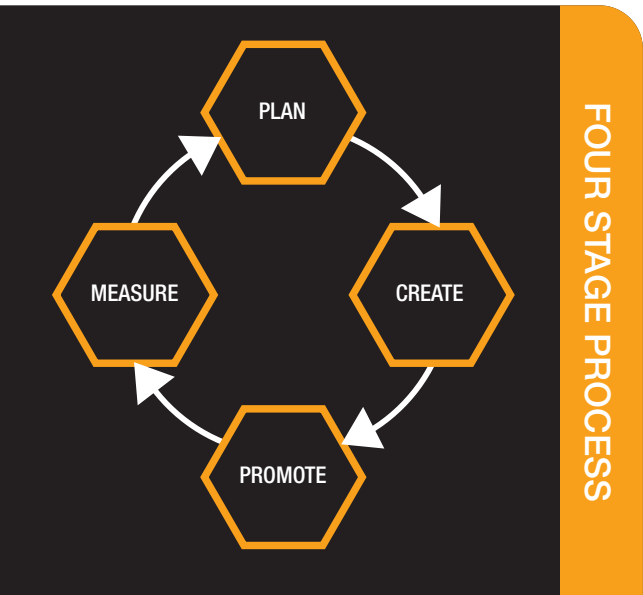 PLAN
CREATE
PROMOTE
MEASURE
FOUR STAGE PROCESS